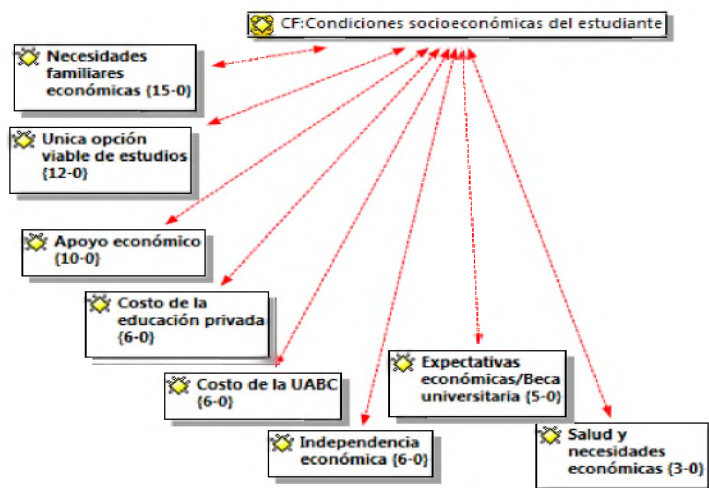 CF:Condiciones socioeconómicas del estudiante
Necesidades
familiares
económicas {15-0}
Unica opción
viable de estudios
{12-0}
Apoyo económico
{10-0}
Costo de la
educación privada
{6-0}
Costo de la UABC
{6-0}
Independencia
económica {6-0}
Expectativas
económicas/Beca
universitaria {5-0}
Salud y
necesidades
económicas {3-0}